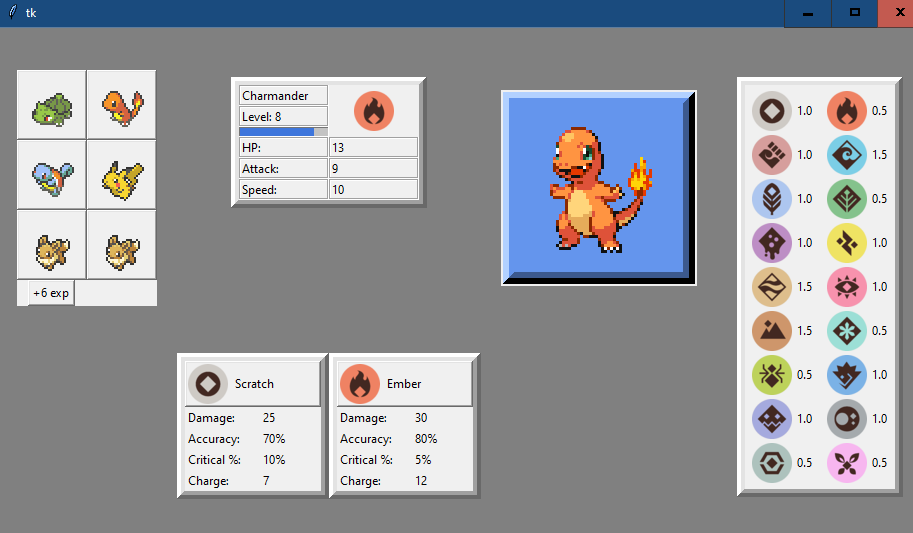 tk
Charmander
Level: 8
HP: 13
Attack: 9
Speed: 10
+6 exp
Scratch
Damage: 25
Accuracy: 70%
Critical %: 10%
Charge: 7
Ember
Damage: 30
Accuracy: 80%
Critical %: 5%
Charge: 12
1.0 0.5
1.0 1.5
1.0 0.5
1.0 1.0
1.5 1.0
1.5 0.5
0.5 1.0
1.0 1.0
0.5 0.5